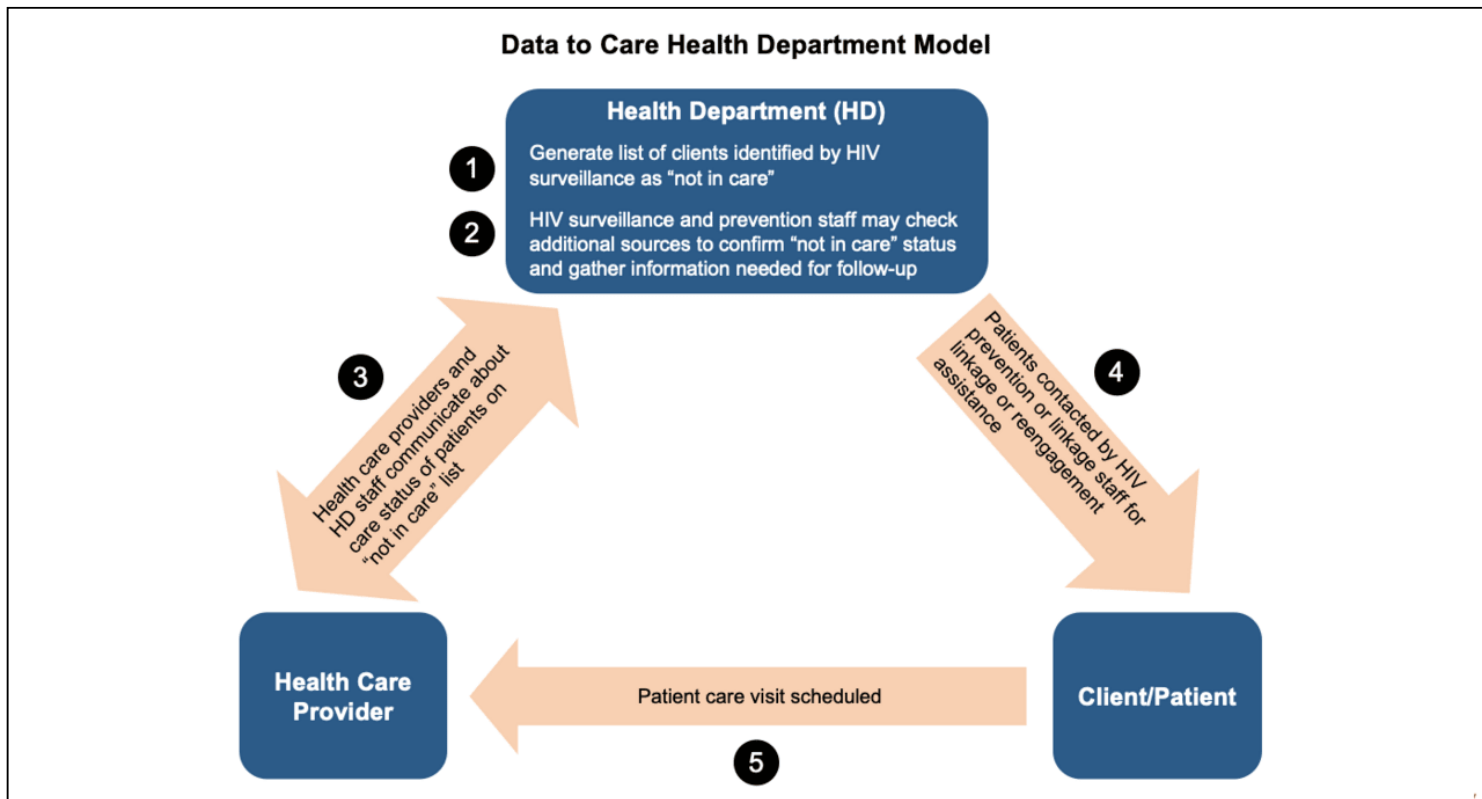 Data to Care Health Department Model
Health Department (HD)
1
Generate list of clients identified by HIV
surveillance as “not in care”
2
HIV surveillance and prevention staff may check
additional sources to confirm “not in care” status
and gather information needed for follow-up
3
Health care providers and
HD staff communicate about
care status of patients on
“not in care” list
4
Patients contacted by HIV
prevention or linkage staff for
linkage or reengagement
assistance
Health Care
Provider
Patient care visit scheduled
5
Client/Patient